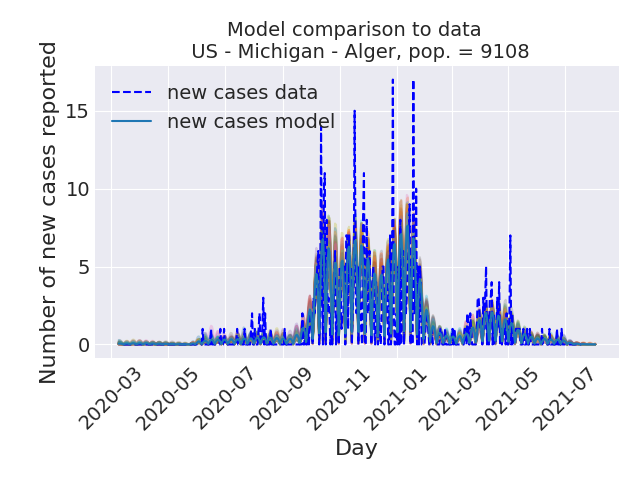 Model comparison to data
US - Michigan - Alger, pop. = 9108
new cases data
new cases model
Number of new cases reported
15
10
5
0
2020-03
2020-05
2020-07
2020-09
2020-11
2021-01
2021-03
2021-05
2021-07
Day